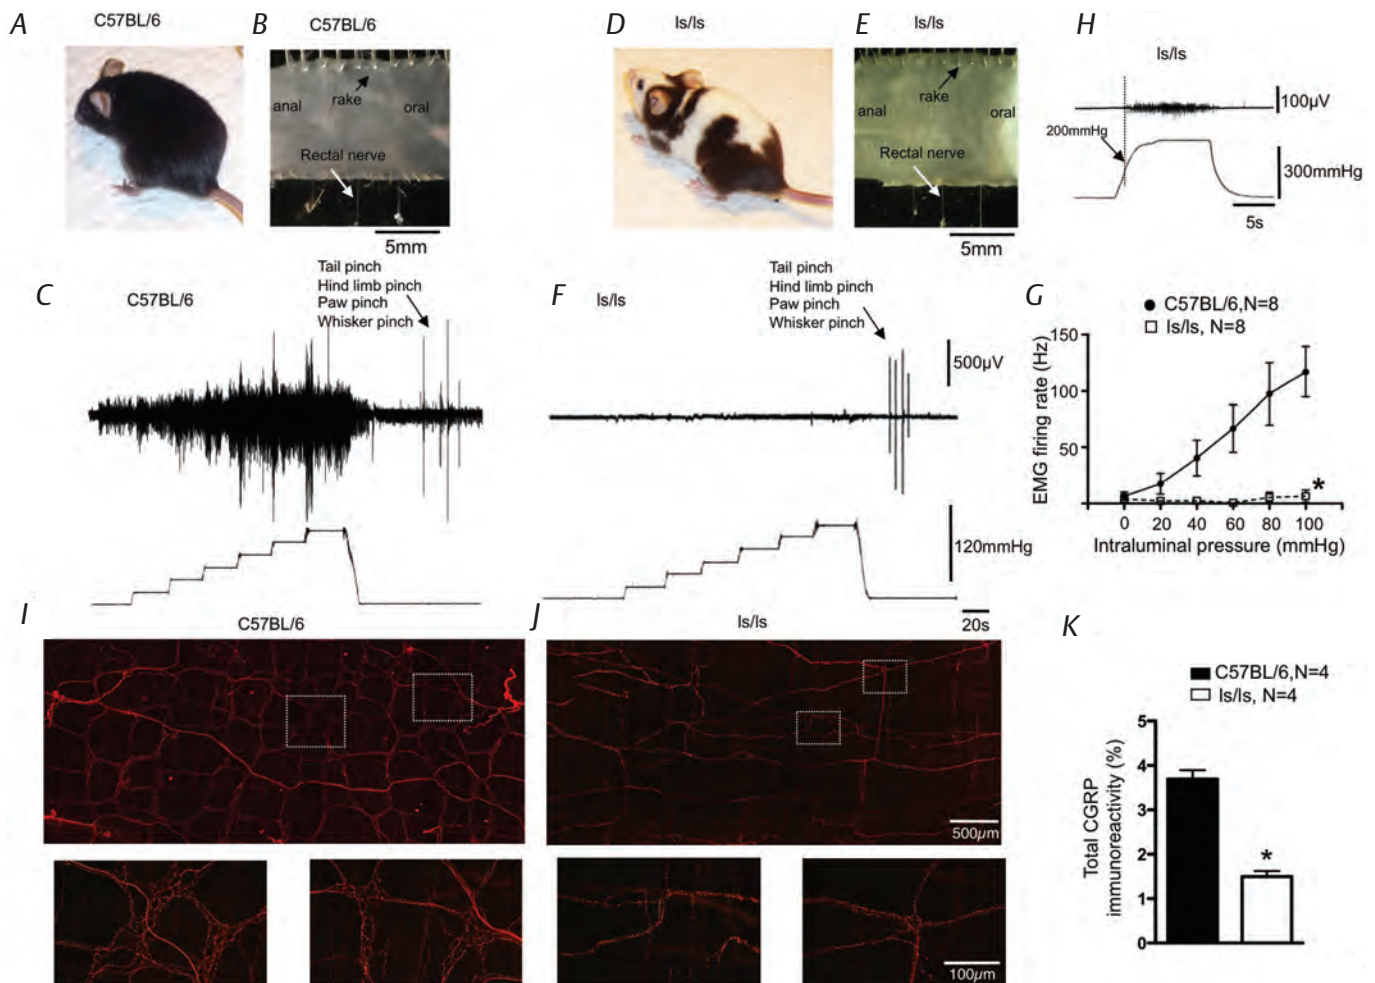 A
C57BL/6
B
C57BL/6
rake
anal
oral
Rectal nerve
5mm
D
ls/ls
E
ls/ls
rake
anal
oral
Rectal nerve
5mm
H
ls/ls
100µV
200mmHg
300mmHg
5s
C
C57BL/6
Tail pinch
Hind limb pinch
Paw pinch
Whisker pinch
F
ls/ls
Tail pinch
Hind limb pinch
Paw pinch
Whisker pinch
500µV
120mmHg
20s
G
C57BL/6,N=8
ls/ls, N=8
EMG firing rate (Hz)
150
100
50
*
0 20 40 60 80 100
Intraluminal pressure (mmHg)
I
C57BL/6
J
ls/ls
500µm
100µm
K
C57BL/6,N=4
ls/ls, N=4
Total CGRP
immunoreactivity (%)
5
4
3
2
1
0
*